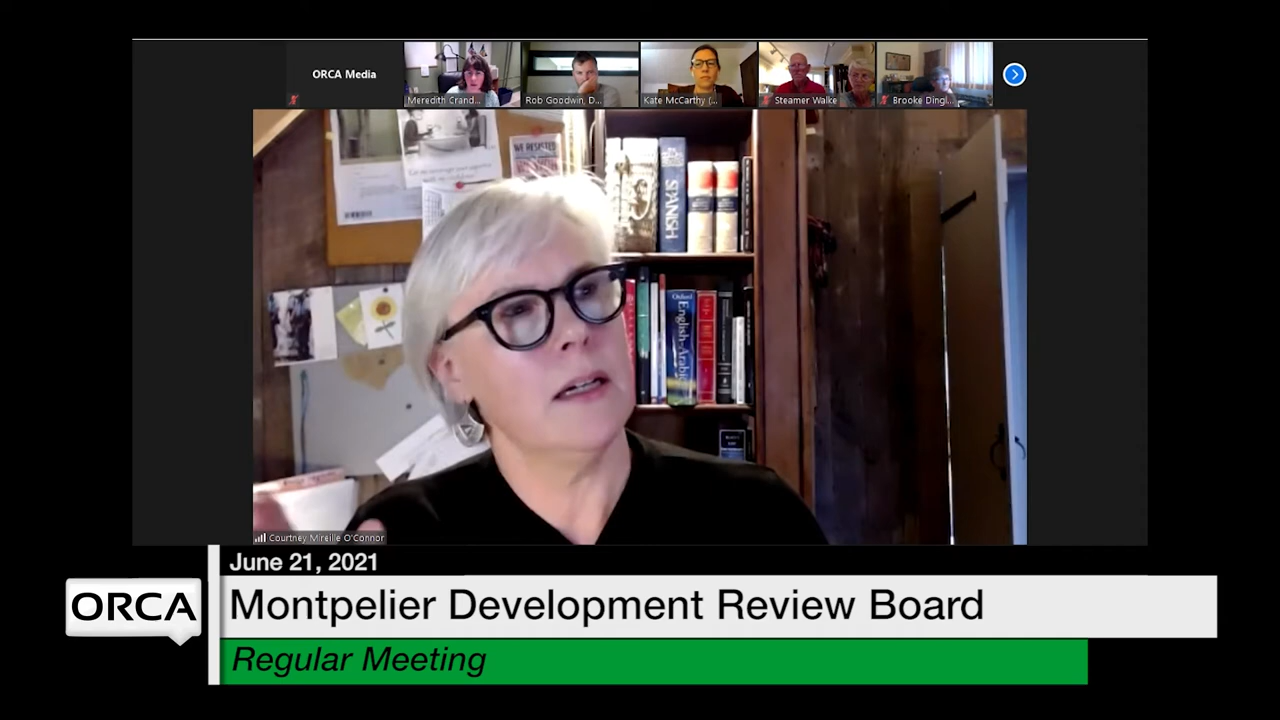 ORCA Media
Meredith Crand...
Rob Goodwin, D...
Kate McCarthy (...
Steamer Walke
Brooke Dingl...
WE RESISTED
SPANISH
Oxford
English-Arabic
Courtney Mireille O'Connor
June 21, 2021
ORCA
Montpelier Development Review Board
Regular Meeting